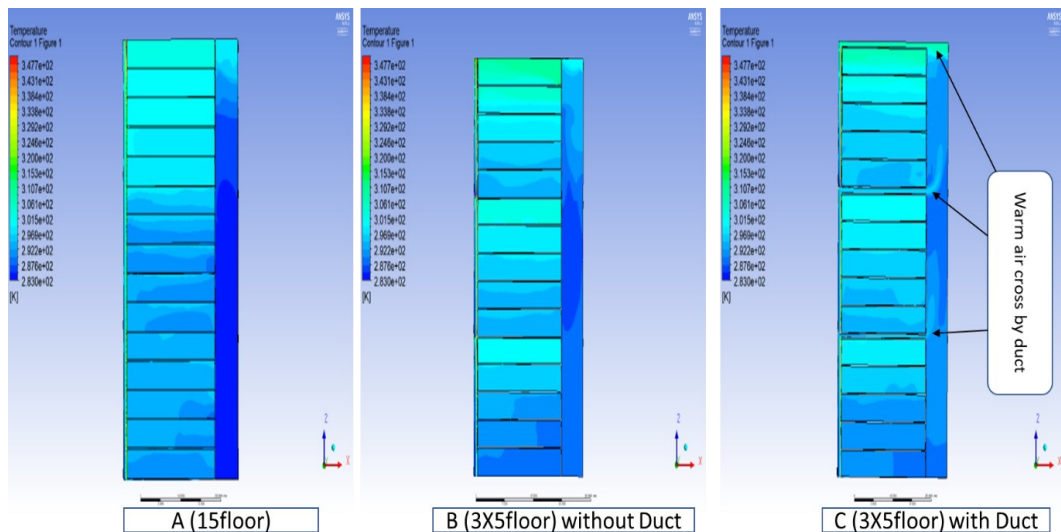 ANSYS
Temperature
Contour 1 Figure 1
3.477e+02
3.431e+02
3.384e+02
3.338e+02
3.292e+02
3.246e+02
3.200e+02
3.153e+02
3.107e+02
3.061e+02
3.015e+02
2.969e+02
2.922e+02
2.876e+02
2.830e+02
[K]
Z
X
A (15floor)
ANSYS
Temperature
Contour 1 Figure 1
3.477e+02
3.431e+02
3.384e+02
3.338e+02
3.292e+02
3.246e+02
3.200e+02
3.153e+02
3.107e+02
3.061e+02
3.015e+02
2.969e+02
2.922e+02
2.876e+02
2.830e+02
[K]
Z
X
B (3X5floor) without Duct
ANSYS
Temperature
Contour 1 Figure 1
3.477e+02
3.431e+02
3.384e+02
3.338e+02
3.292e+02
3.246e+02
3.200e+02
3.153e+02
3.107e+02
3.061e+02
3.015e+02
2.969e+02
2.922e+02
2.876e+02
2.830e+02
[K]
Warm air cross by duct
Z
X
C (3X5floor) with Duct